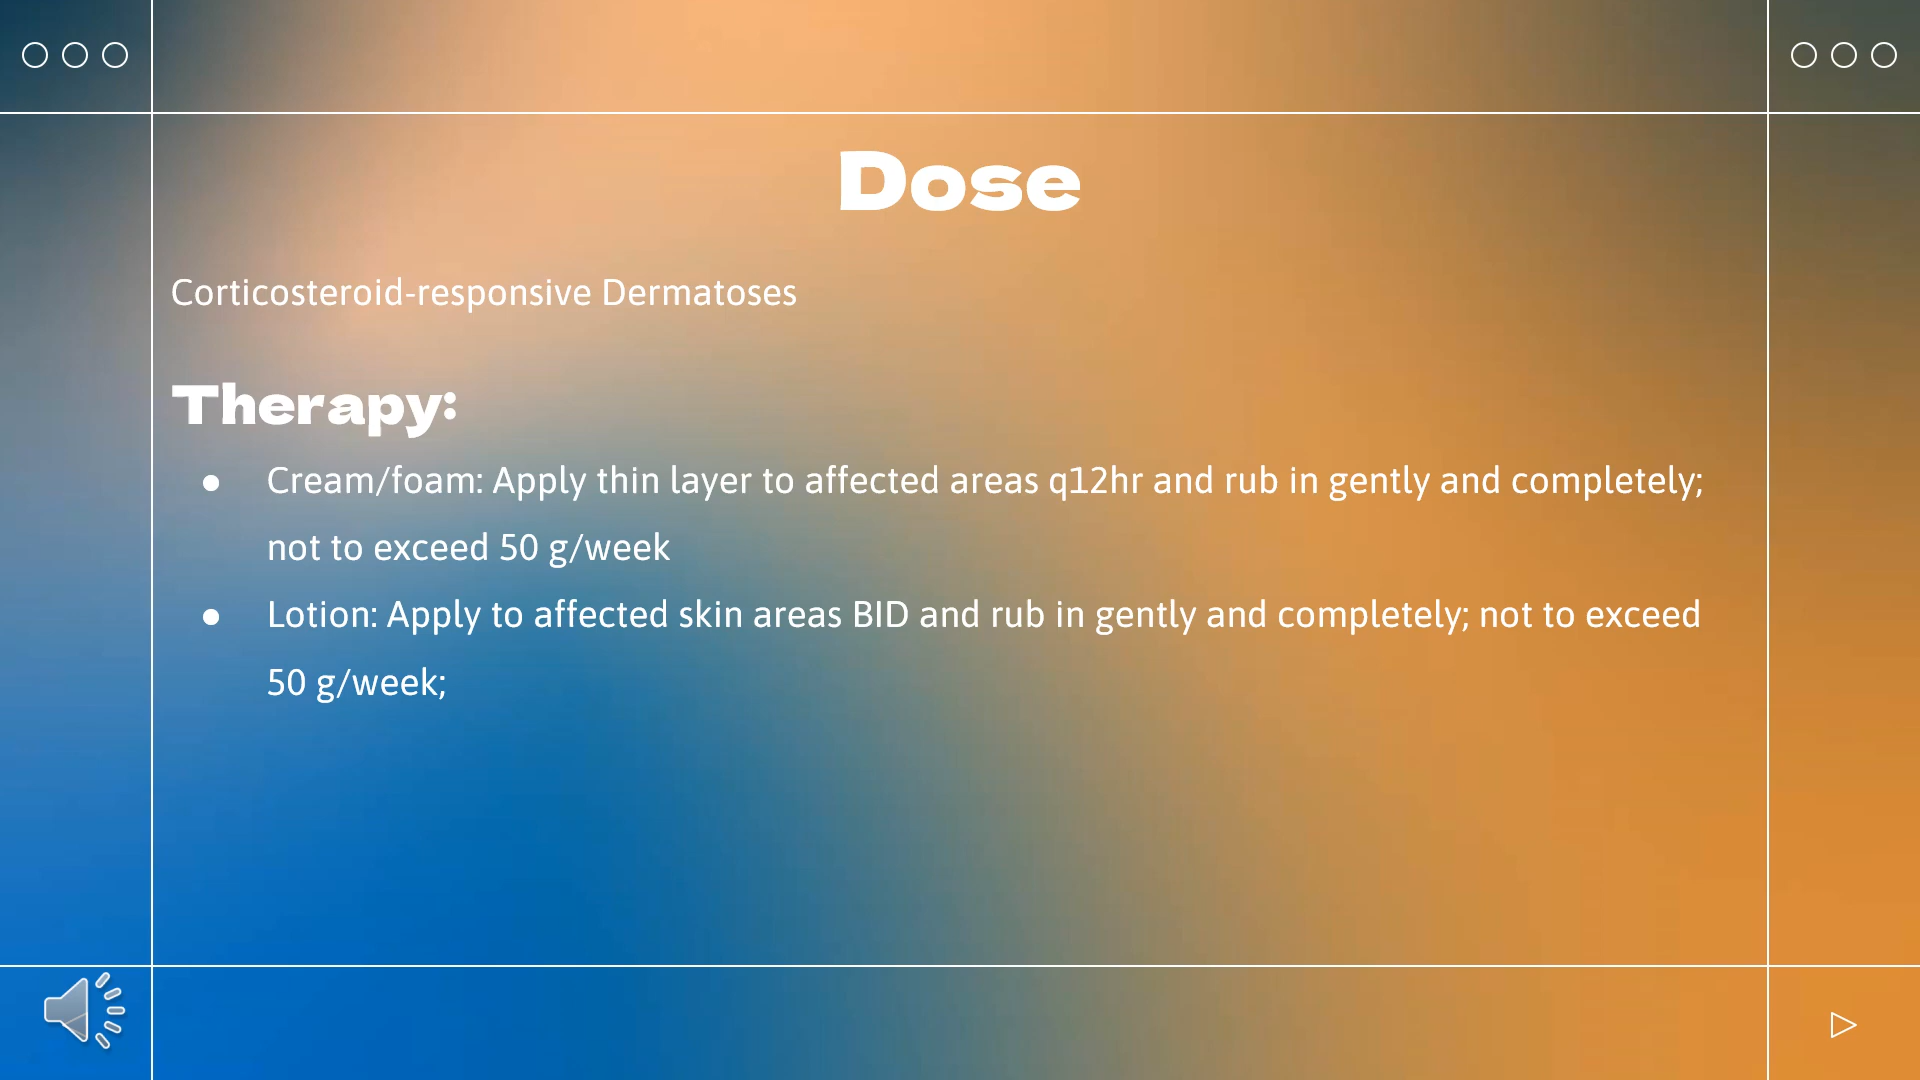 Dose
Corticosteroid-responsive Dermatoses
Therapy:
● Cream/foam: Apply thin layer to affected areas q12hr and rub in gently and completely;
not to exceed 50 g/week
● Lotion: Apply to affected skin areas BID and rub in gently and completely; not to exceed
50 g/week;